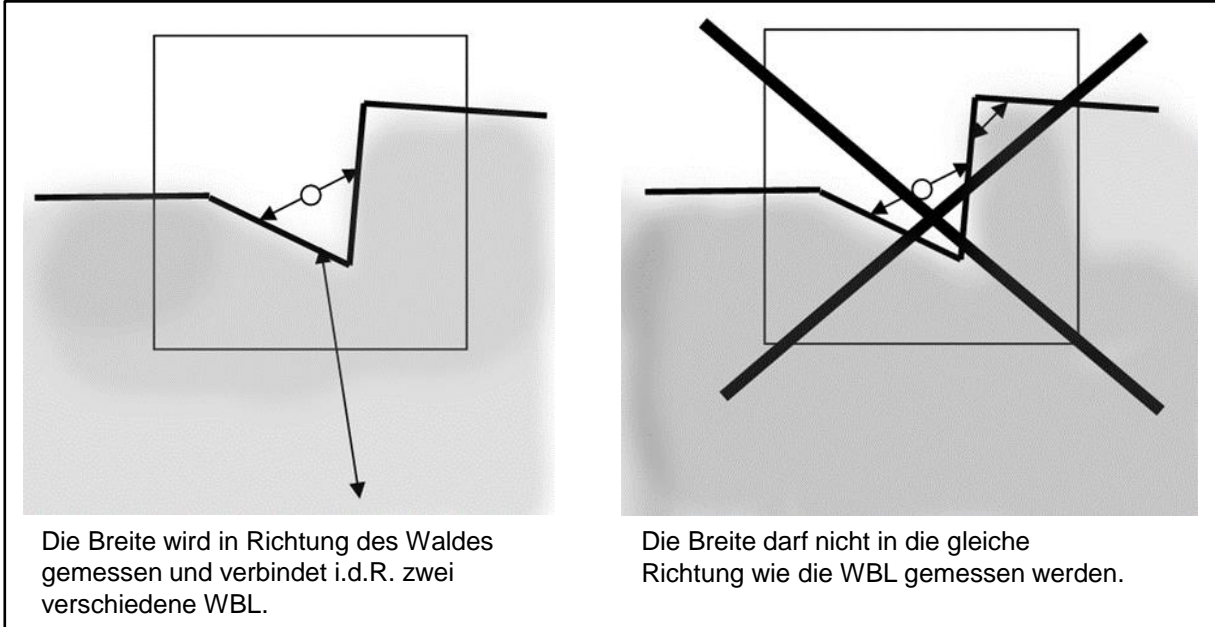 Die Breite wird in Richtung des Waldes
gemessen und verbindet i.d.R. zwei
verschiedene WBL.
Die Breite darf nicht in die gleiche
Richtung wie die WBL gemessen werden.